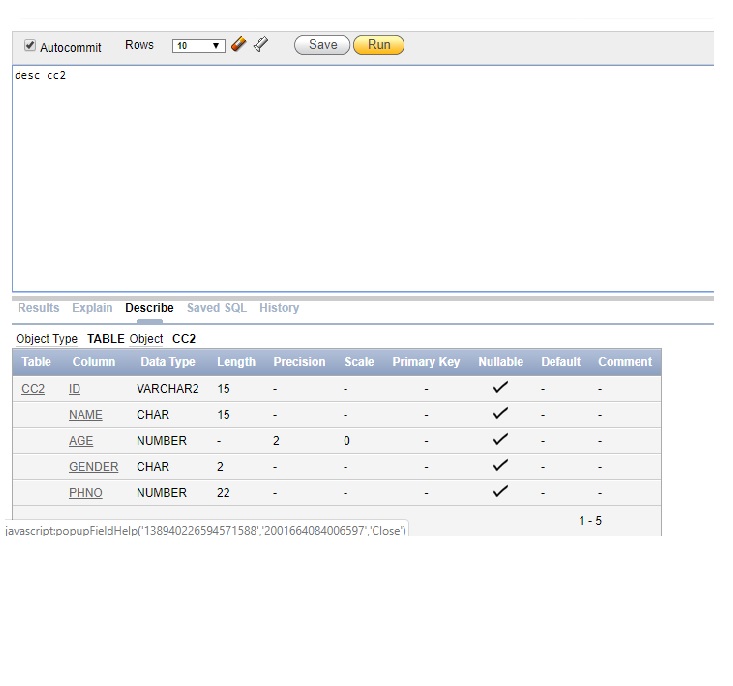 Autocommit Rows 10 Save Run
desc cc2
Results Explain Describe Saved SQL History
Object Type TABLE Object CC2
Table Column Data Type Length Precision Scale Primary Key Nullable Default Comment
CC2 ID VARCHAR2 15 - - - - -
NAME CHAR 15 - - - - -
AGE NUMBER - 2 0 - - -
GENDER CHAR 2 - - - - -
PHNO NUMBER 22 - - - - -
1 - 5
javascript:popupFieldHelp('138940226594571588','2001664084006597','Close')